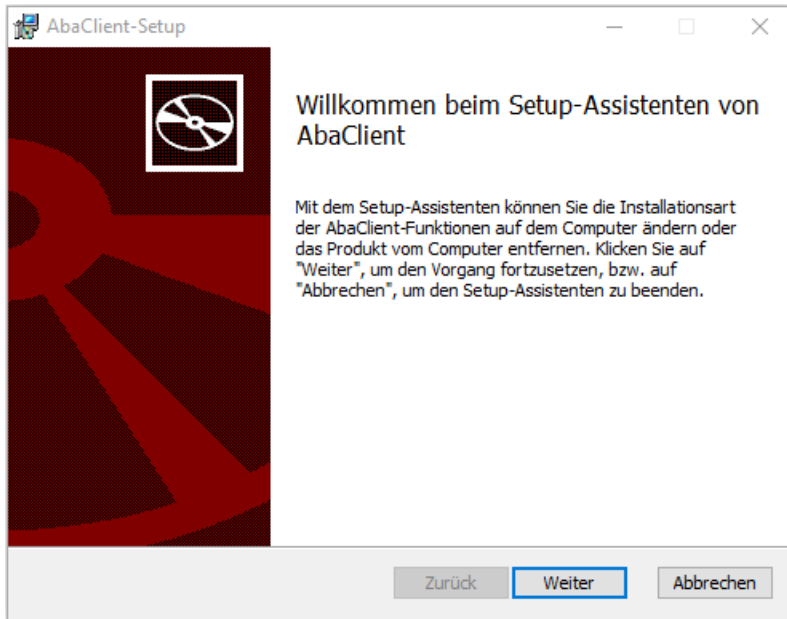 AbaClient-Setup
Willkommen beim Setup-Assistenten von
AbaClient
Mit dem Setup-Assistenten können Sie die Installationsart
der AbaClient-Funktionen auf dem Computer ändern oder
das Produkt vom Computer entfernen. Klicken Sie auf
"Weiter", um den Vorgang fortzusetzen, bzw. auf
"Abbrechen", um den Setup-Assistenten zu beenden.
Zurück Weiter Abbrechen